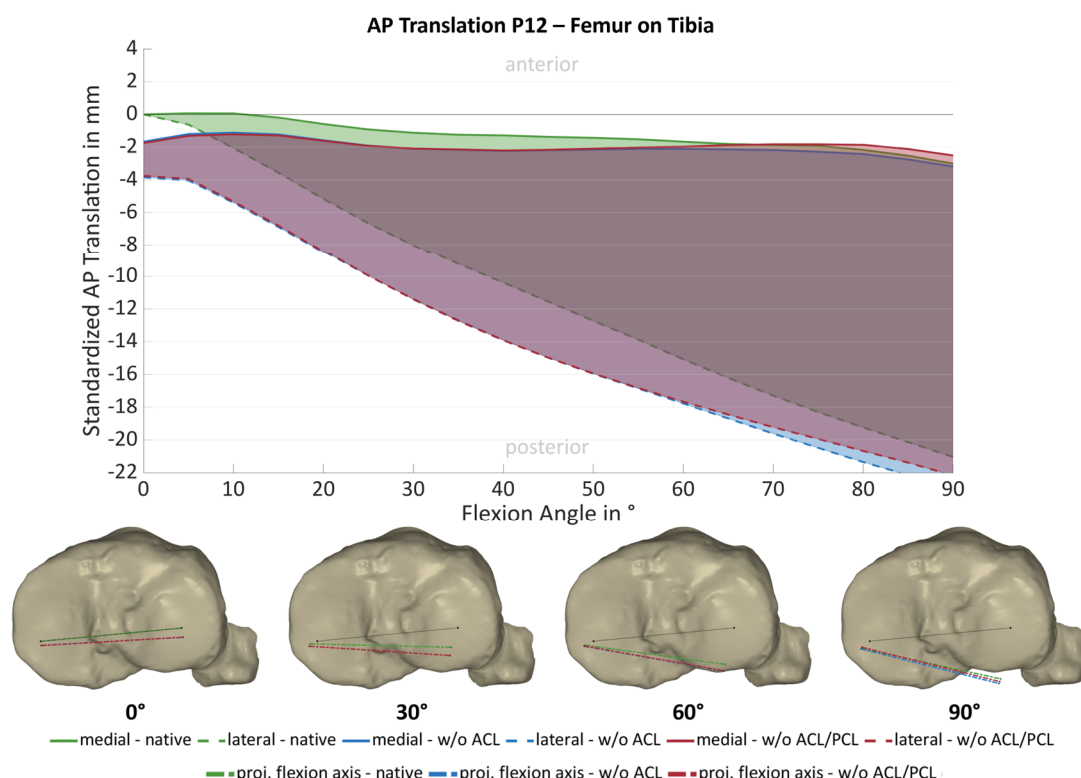 AP Translation P12 – Femur on Tibia
4
anterior
2
0
-2
-4
-6
-8
-10
-12
-14
-16
-18
-20
posterior
-22
Standardized AP Translation in mm
0 10 20 30 40 50 60 70 80 90
Flexion Angle in °
0° 30° 60° 90°
medial - native lateral - native medial - w/o ACL lateral - w/o ACL medial - w/o ACL/PCL lateral - w/o ACL/PCL
proj. flexion axis - native proj. flexion axis - w/o ACL proj. flexion axis - w/o ACL/PCL